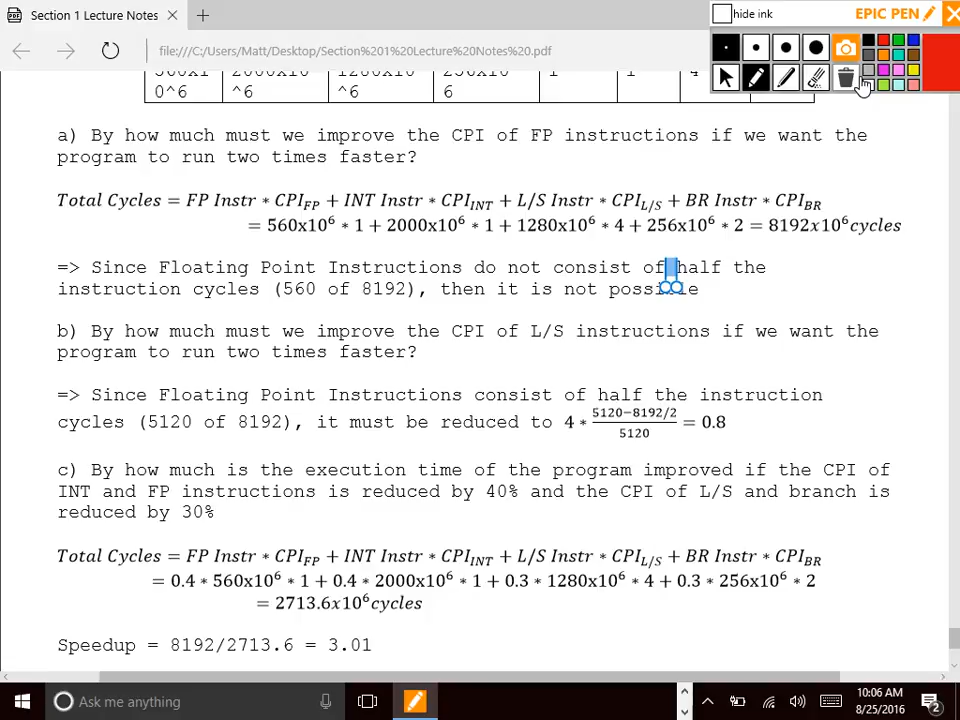 Section 1 Lecture Notes
hide ink
EPIC PEN
file:///C:/Users/Matt/Desktop/Section%201%20Lecture%20Notes%20.pdf
0^6 ^6 ^6 6
a) By how much must we improve the CPI of FP instructions if we want the
program to run two times faster?
Total Cycles = FP Instr ∗ CPI_FP + INT Instr ∗ CPI_INT + L/S Instr ∗ CPI_L/S + BR Instr ∗ CPI_BR
= 560x10^6 ∗ 1 + 2000x10^6 ∗ 1 + 1280x10^6 ∗ 4 + 256x10^6 ∗ 2 = 8192x10^6 cycles
=> Since Floating Point Instructions do not consist of half the
instruction cycles (560 of 8192), then it is not possible
b) By how much must we improve the CPI of L/S instructions if we want the
program to run two times faster?
=> Since Floating Point Instructions consist of half the instruction
cycles (5120 of 8192), it must be reduced to 4 ∗ (5120−8192/2)/5120 = 0.8
c) By how much is the execution time of the program improved if the CPI of
INT and FP instructions is reduced by 40% and the CPI of L/S and branch is
reduced by 30%
Total Cycles = FP Instr ∗ CPI_FP + INT Instr ∗ CPI_INT + L/S Instr ∗ CPI_L/S + BR Instr ∗ CPI_BR
= 0.4 ∗ 560x10^6 ∗ 1 + 0.4 ∗ 2000x10^6 ∗ 1 + 0.3 ∗ 1280x10^6 ∗ 4 + 0.3 ∗ 256x10^6 ∗ 2
= 2713.6x10^6 cycles
Speedup = 8192/2713.6 = 3.01
Ask me anything
10:06 AM
8/25/2016
2